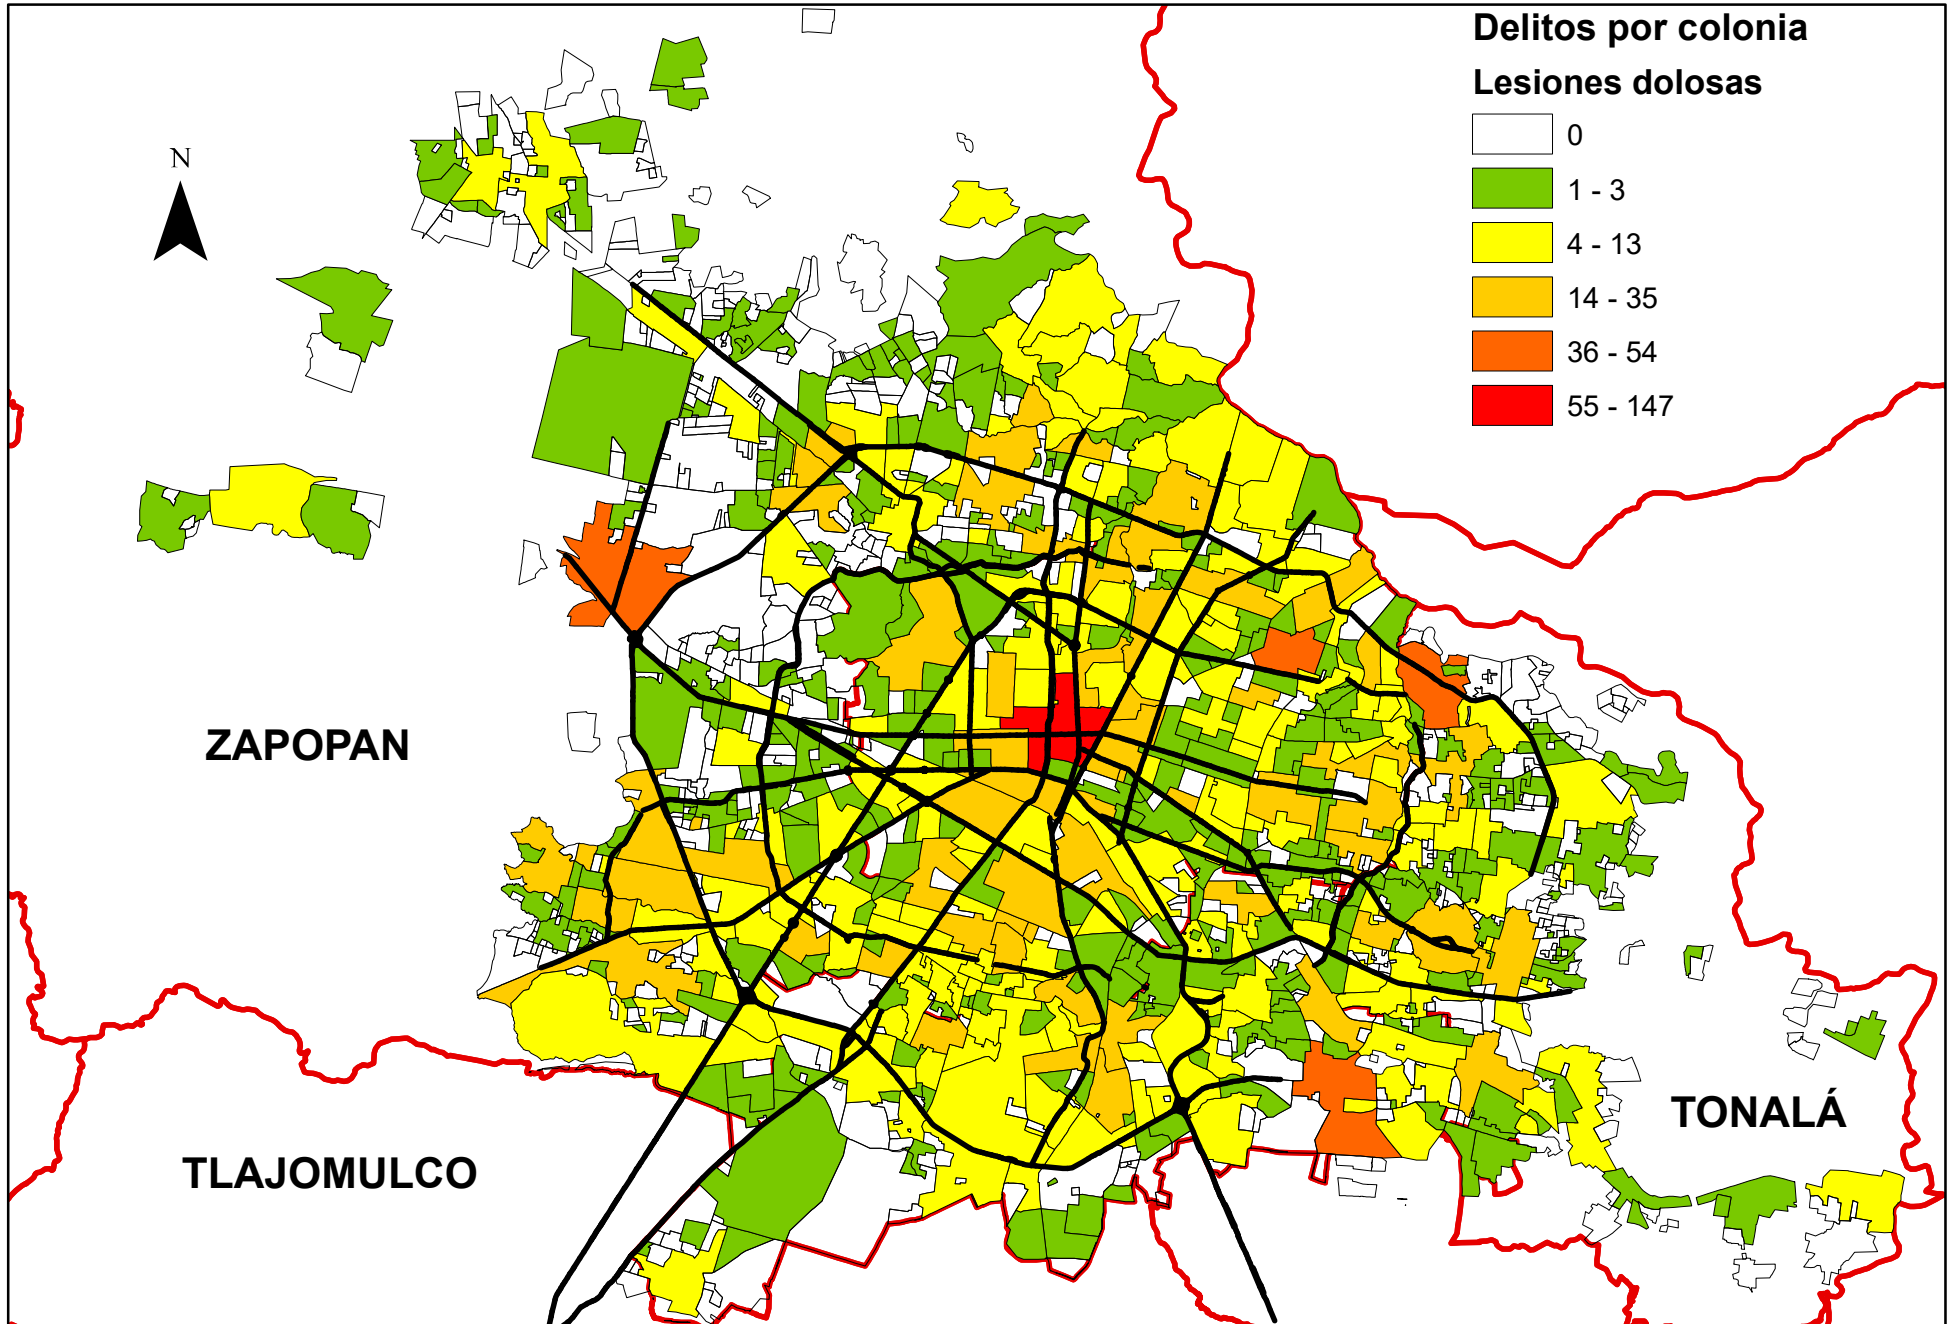 Delitos por colonia
Lesiones dolosas
0
1 - 3
4 - 13
14 - 35
36 - 54
55 - 147
N
ZAPOPAN
TONALÁ
TLAJOMULCO